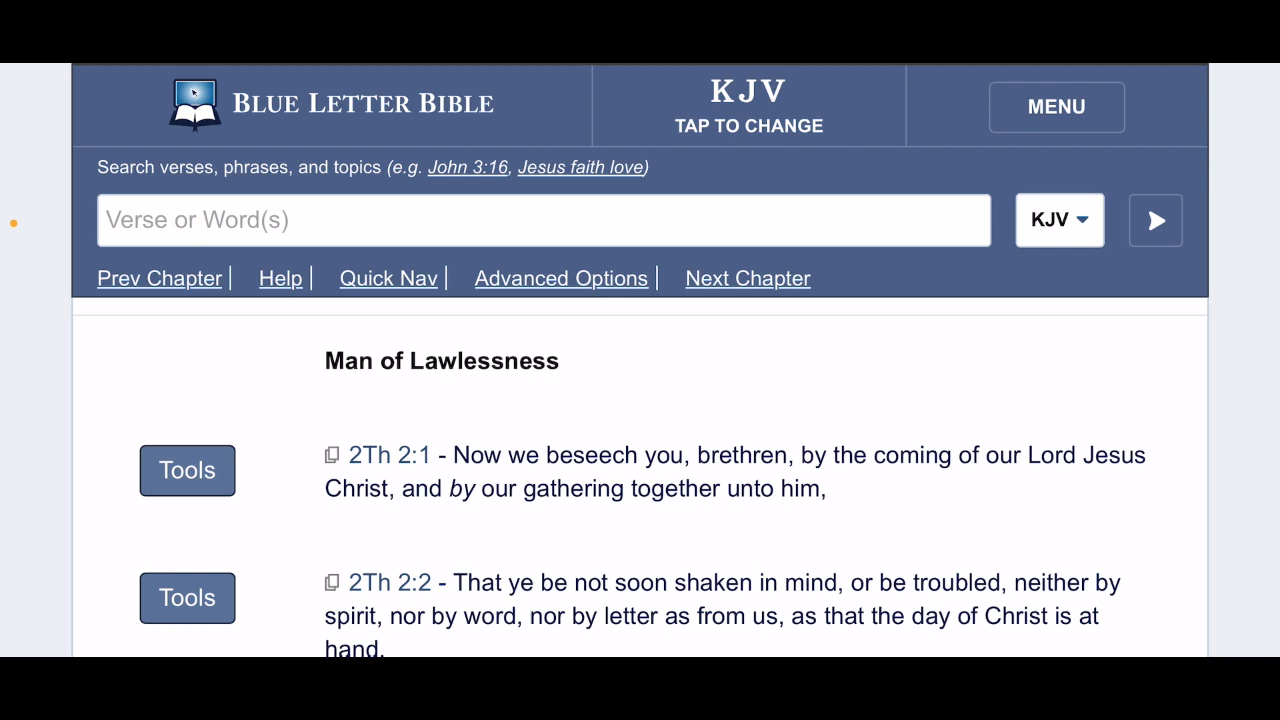 BLUE LETTER BIBLE
KJV
TAP TO CHANGE
MENU
Search verses, phrases, and topics (e.g. John 3:16, Jesus faith love)
Verse or Word(s)
KJV
Prev Chapter | Help | Quick Nav | Advanced Options | Next Chapter
Man of Lawlessness
Tools
2Th 2:1 - Now we beseech you, brethren, by the coming of our Lord Jesus
Christ, and by our gathering together unto him,
Tools
2Th 2:2 - That ye be not soon shaken in mind, or be troubled, neither by
spirit, nor by word, nor by letter as from us, as that the day of Christ is at
hand.